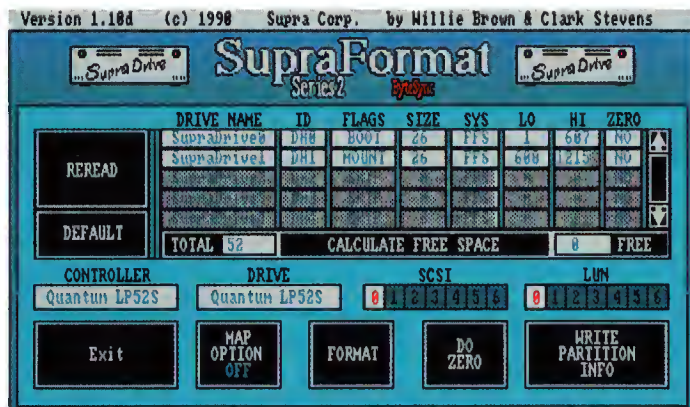 Version 1.10d (c) 1990 Supra Corp. by Willie Brown & Clark Stevens
SupraDrive
SupraFormat
Series 2
ByteSync
SupraDrive
DRIVE NAME ID FLAGS SIZE SYS LO HI ZERO
SupraDrive0 DH0 BOOT 26 FFS 1 607 NO
SupraDrive1 DH1 MOUNT 26 FFS 608 1215 NO
REREAD
DEFAULT
TOTAL 52 CALCULATE FREE SPACE 0 FREE
CONTROLLER DRIVE SCSI LUN
Quantum LP52S Quantum LP52S 0 1 2 3 4 5 6 0 1 2 3 4 5 6
Exit
MAP
OPTION
OFF
FORMAT
DO
ZERO
WRITE
PARTITION
INFO